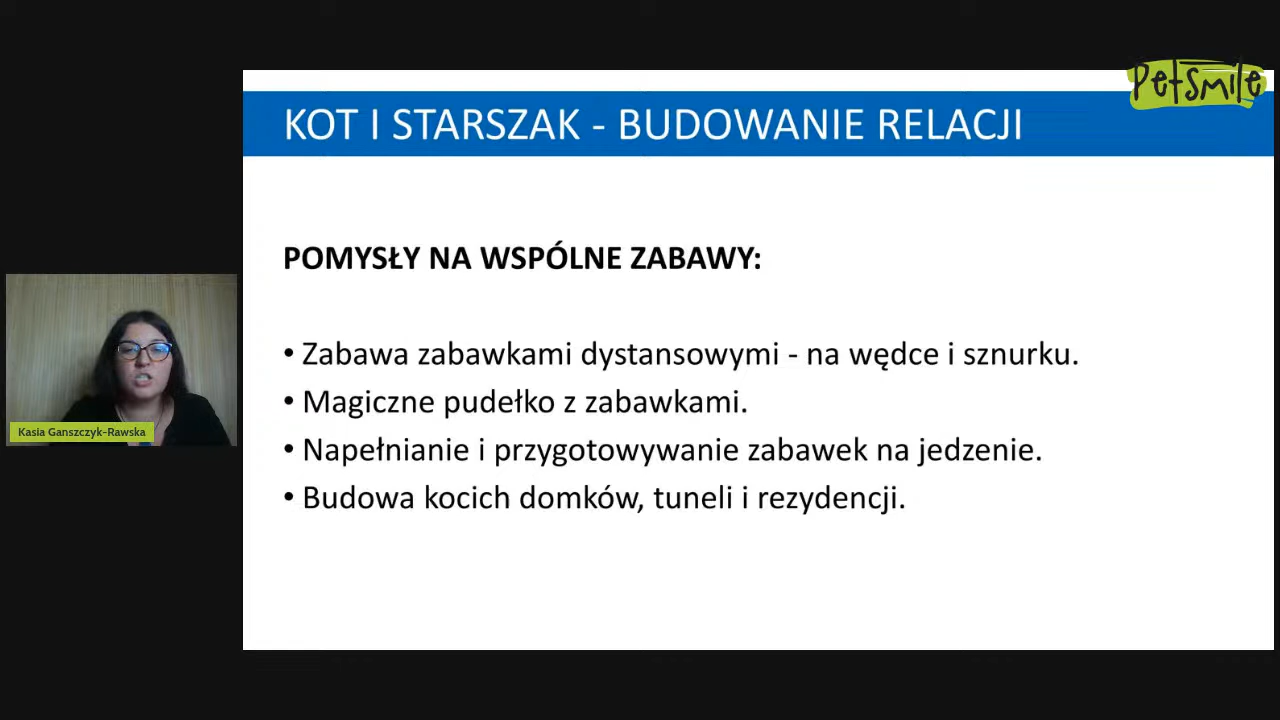 PetSmile
KOT I STARSZAK - BUDOWANIE RELACJI
POMYSŁY NA WSPÓLNE ZABAWY:
• Zabawa zabawkami dystansowymi - na wędce i sznurku.
• Magiczne pudełko z zabawkami.
• Napełnianie i przygotowywanie zabawek na jedzenie.
• Budowa kocich domków, tuneli i rezydencji.
Kasia Ganszczyk-Rawska